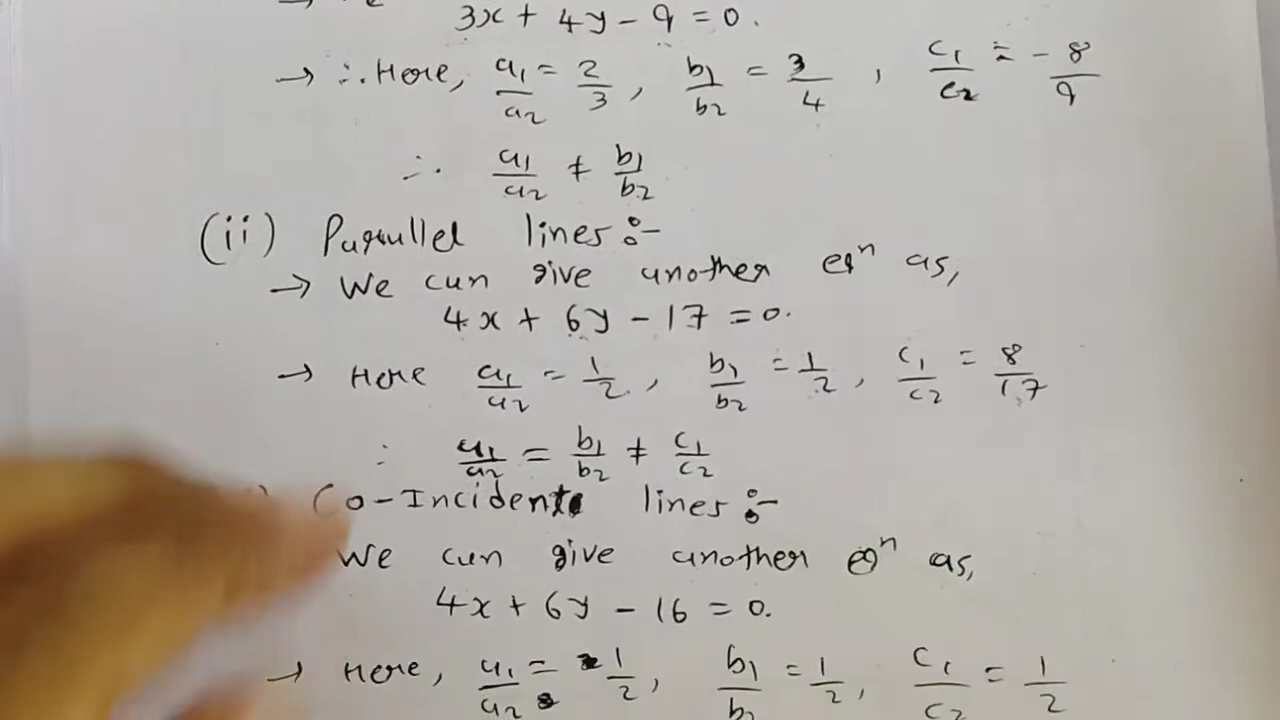 3x + 4y - 9 = 0.
→ ∴ Here, a1/a2 = 2/3, b1/b2 = 3/4, c1/c2 = - 8/9
∴ a1/a2 ≠ b1/b2
(ii) Parallel lines :-
→ We can give another eqⁿ as,
4x + 6y - 17 = 0.
→ Here a1/a2 = 1/2, b1/b2 = 1/2, c1/c2 = 8/17
∴ a1/a2 = b1/b2 ≠ c1/c2
Co-Incident lines :-
We can give another eqⁿ as,
4x + 6y - 16 = 0.
→ Here, a1/a2 = 1/2, b1/b2 = 1/2, c1/c2 = 1/2